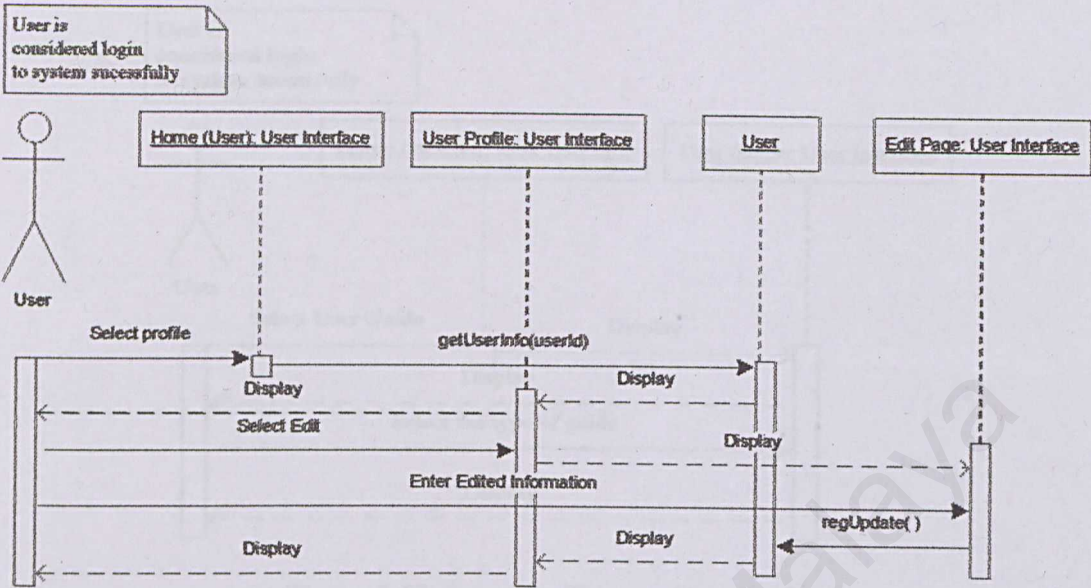 User is
considered login
to system sucessfully
Home (User): User Interface
User Profile: User Interface
User
Edit Page: User Interface
User
Select profile
getUserInfo(userId)
Display
Display
Select Edit
Display
Enter Edited Information
regUpdate( )
Display
Display